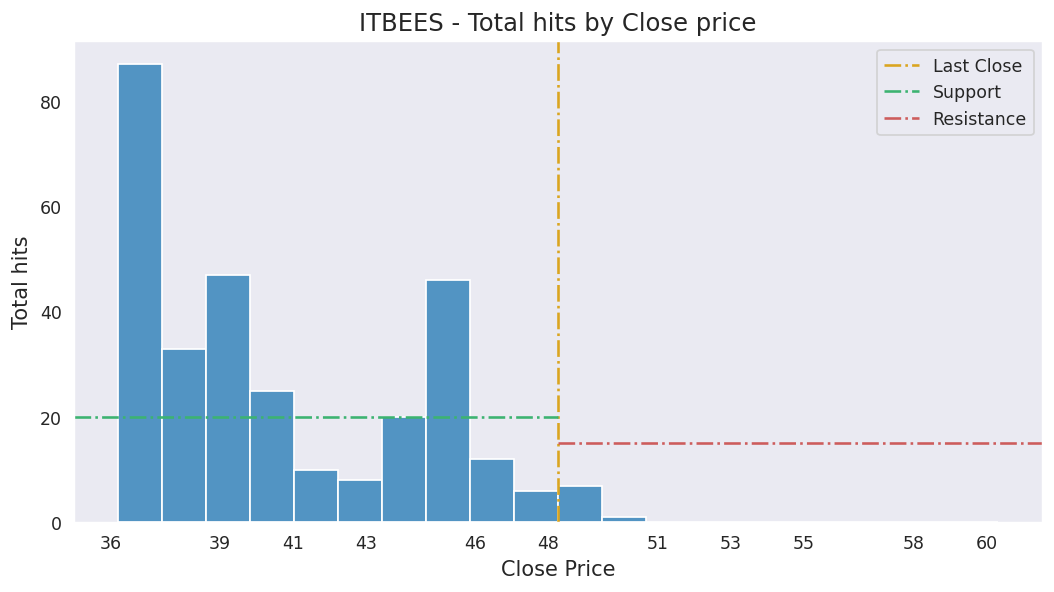 ITBEES - Total hits by Close price
Last Close
Support
Resistance
Total hits
80
60
40
20
0
36 39 41 43 46 48 51 53 55 58 60
Close Price